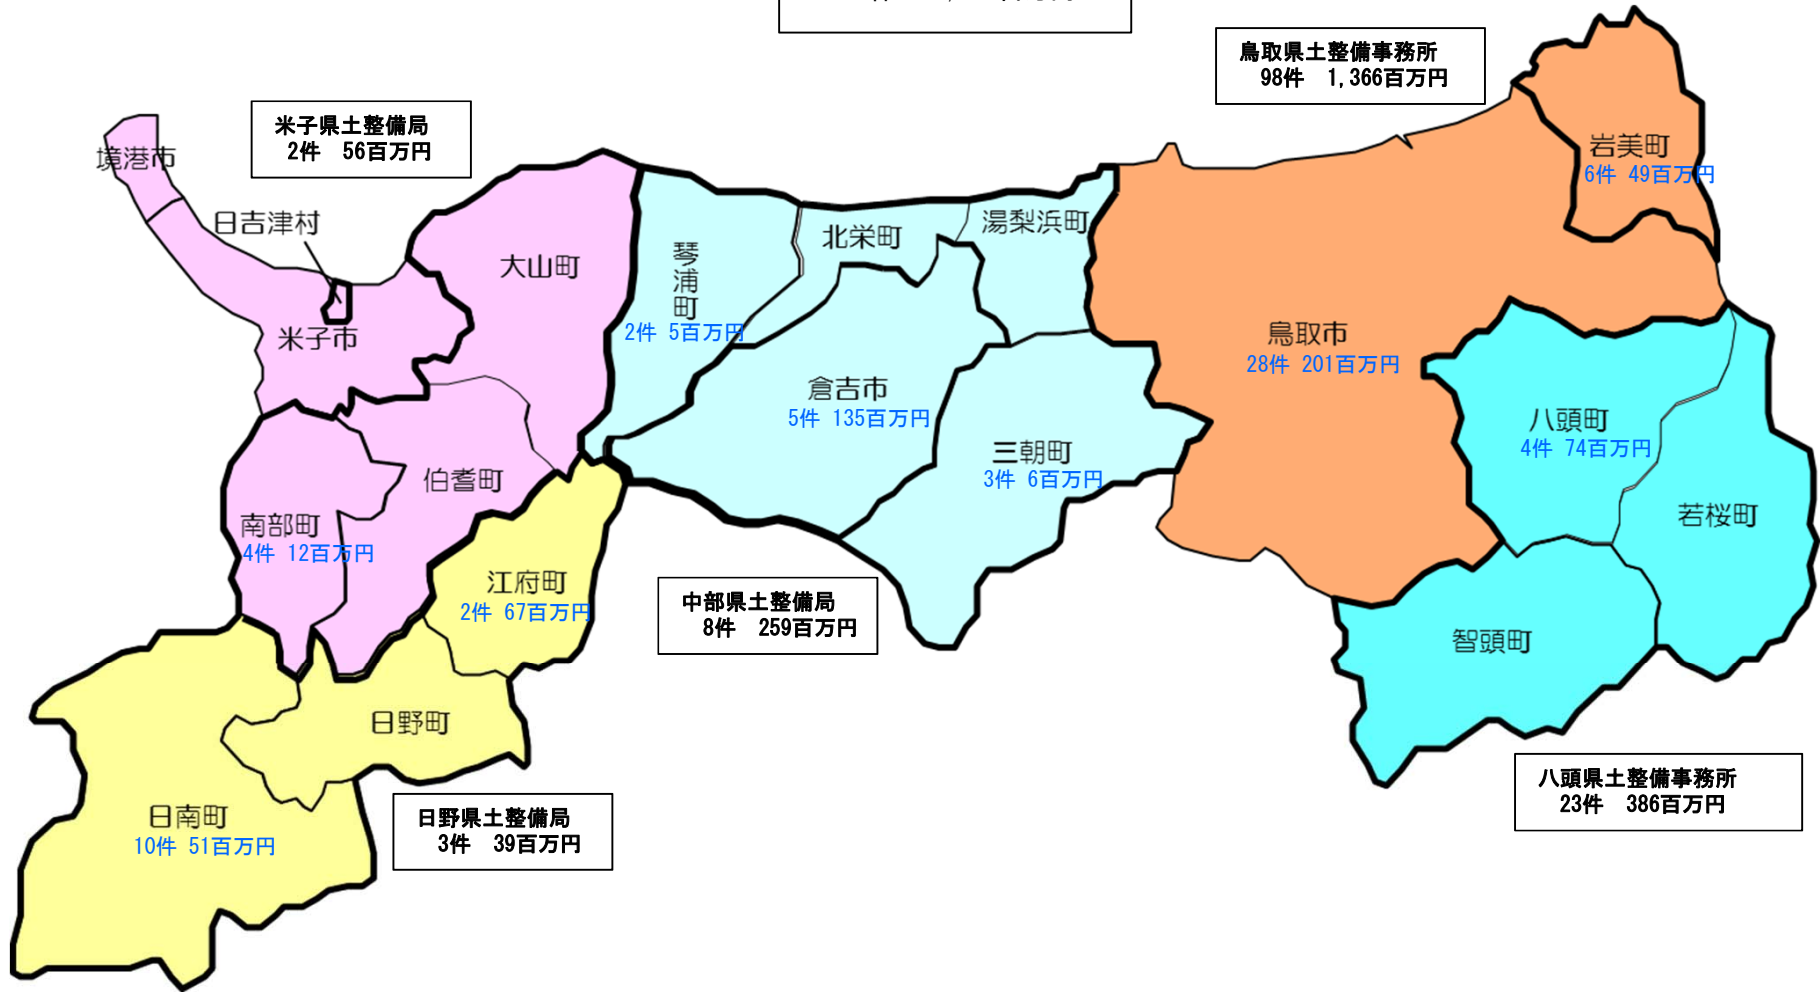 鳥取県土整備事務所
98件 1,366百万円
米子県土整備局
2件 56百万円
境港市
日吉津村
大山町
米子市
琴浦町
2件 5百万円
北栄町
湯梨浜町
岩美町
6件 49百万円
鳥取市
28件 201百万円
倉吉市
5件 135百万円
三朝町
3件 6百万円
八頭町
4件 74百万円
若桜町
伯耆町
南部町
4件 12百万円
江府町
2件 67百万円
中部県土整備局
8件 259百万円
智頭町
日野町
日南町
10件 51百万円
日野県土整備局
3件 39百万円
八頭県土整備事務所
23件 386百万円